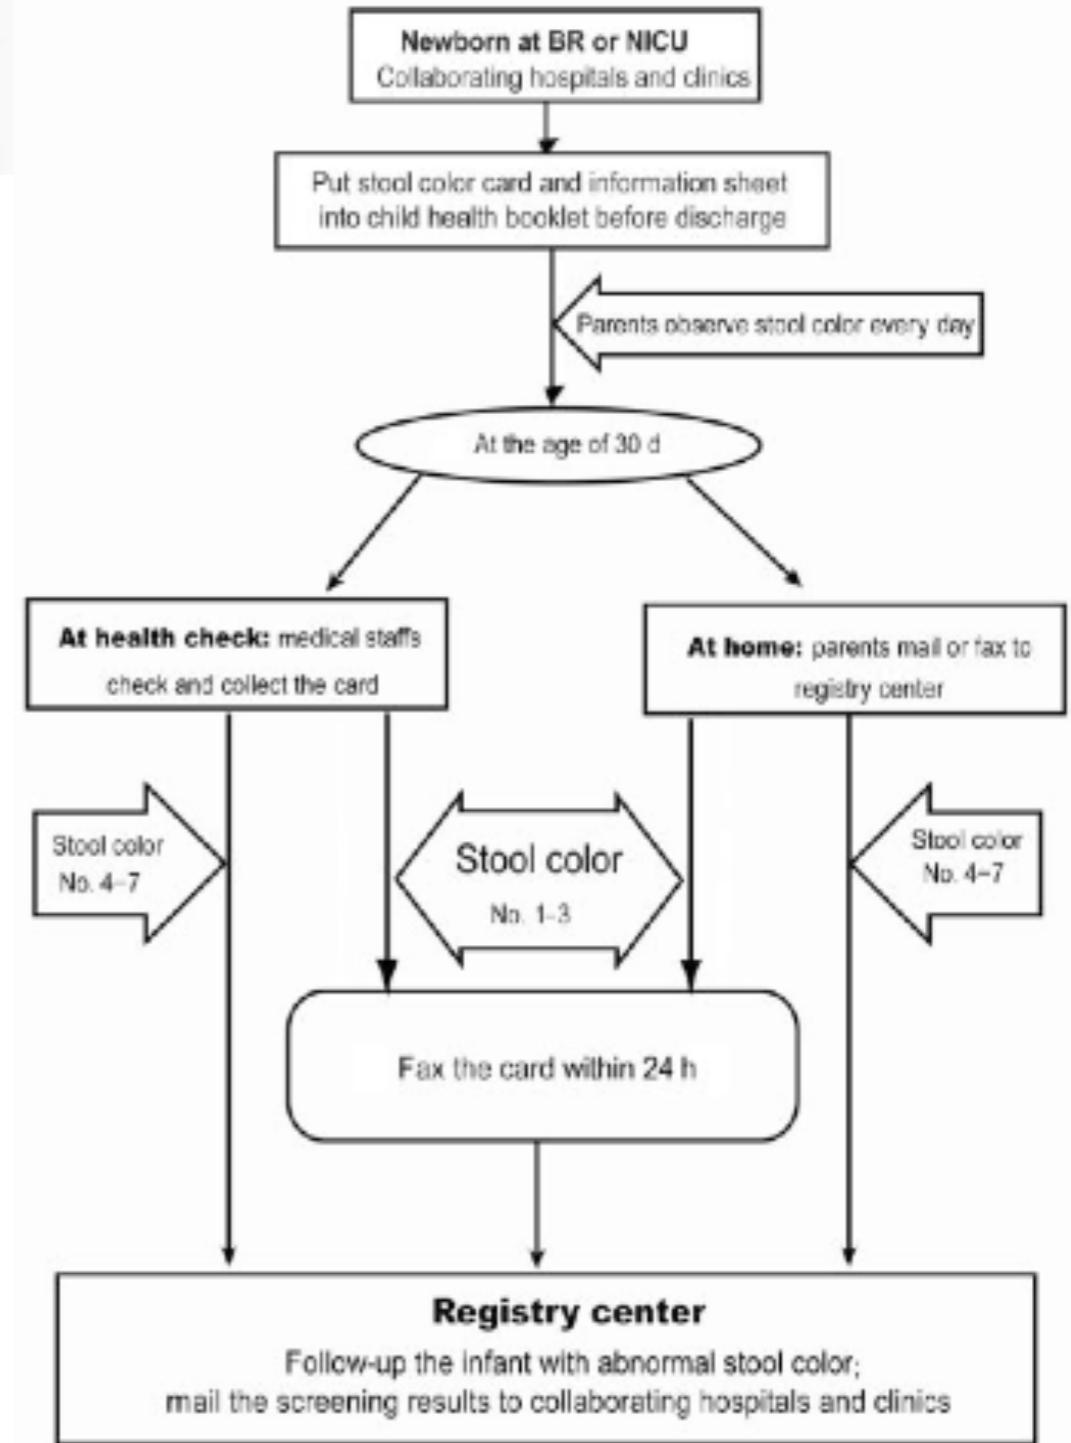 Newborn at BR or NICU
Collaborating hospitals and clinics
Put stool color card and information sheet
into child health booklet before discharge
Parents observe stool color every day
At the age of 30 d
At health check: medical staffs
check and collect the card
At home: parents mail or fax to
registry center
Stool color
No. 4–7
Stool color
No. 1–3
Stool color
No. 4–7
Fax the card within 24 h
Registry center
Follow-up the infant with abnormal stool color;
mail the screening results to collaborating hospitals and clinics